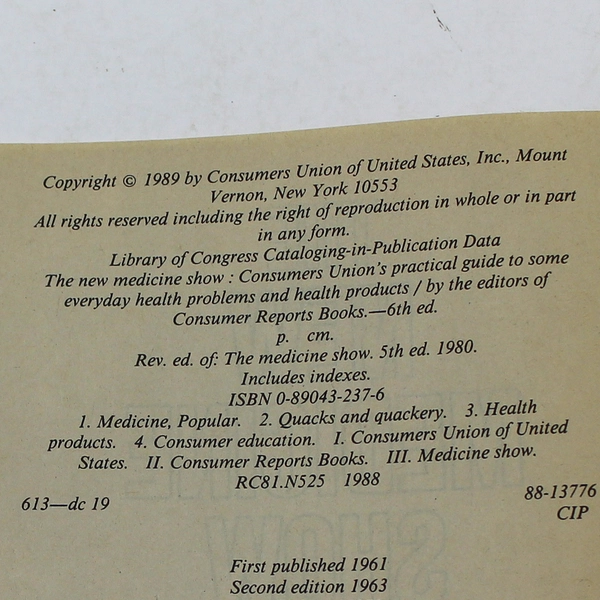 Copyright © 1989 by Consumers Union of United States, Inc., Mount
Vernon, New York 10553
All rights reserved including the right of reproduction in whole or in part
in any form.
Library of Congress Cataloging-in-Publication Data
The new medicine show : Consumers Union's practical guide to some
everyday health problems and health products / by the editors of
Consumer Reports Books.—6th ed.
p. cm.
Rev. ed. of: The medicine show. 5th ed. 1980.
Includes indexes.
ISBN 0-89043-237-6
1. Medicine, Popular. 2. Quacks and quackery. 3. Health
products. 4. Consumer education. I. Consumers Union of United
States. II. Consumer Reports Books. III. Medicine show.
RC81.N525 1988
613—dc 19 88-13776
CIP
First published 1961
Second edition 1963